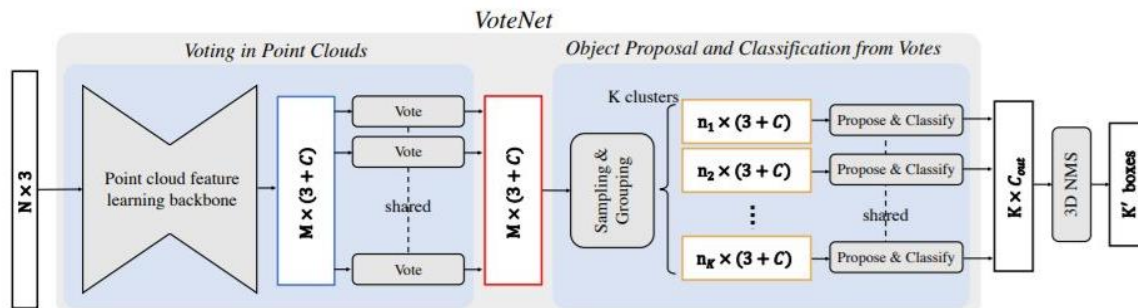 VoteNet
Voting in Point Clouds
Object Proposal and Classification from Votes
N × 3
Point cloud feature
learning backbone
M × (3 + C)
Vote
Vote
shared
Vote
M × (3 + C)
Sampling &
Grouping
K clusters
n₁ × (3 + C)
n₂ × (3 + C)
⋮
n_K × (3 + C)
Propose & Classify
Propose & Classify
shared
Propose & Classify
K × C_out
3D NMS
K′ boxes